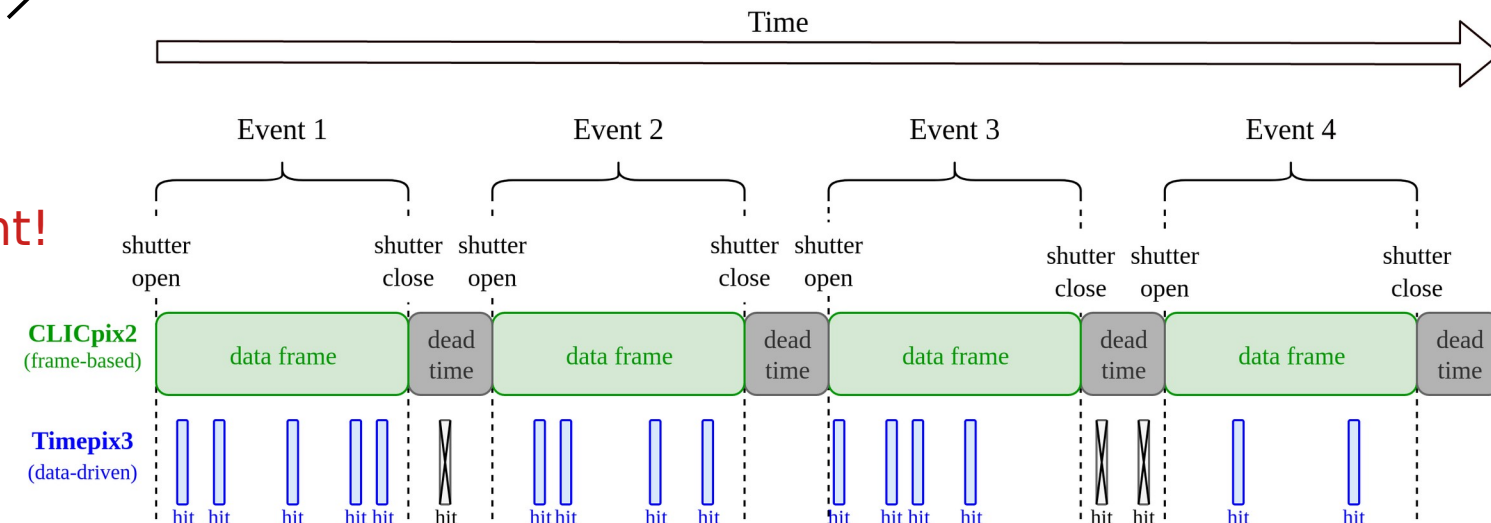 Time
Event 1 Event 2 Event 3 Event 4
nt!
shutter open
shutter close
shutter open
shutter close
shutter open
shutter close
shutter open
shutter close
CLICpix2
(frame-based)
data frame
dead time
data frame
dead time
data frame
dead time
data frame
dead time
Timepix3
(data-driven)
hit hit hit hit hit hit hit hit hit hit hit hit hit hit hit hit hit hit